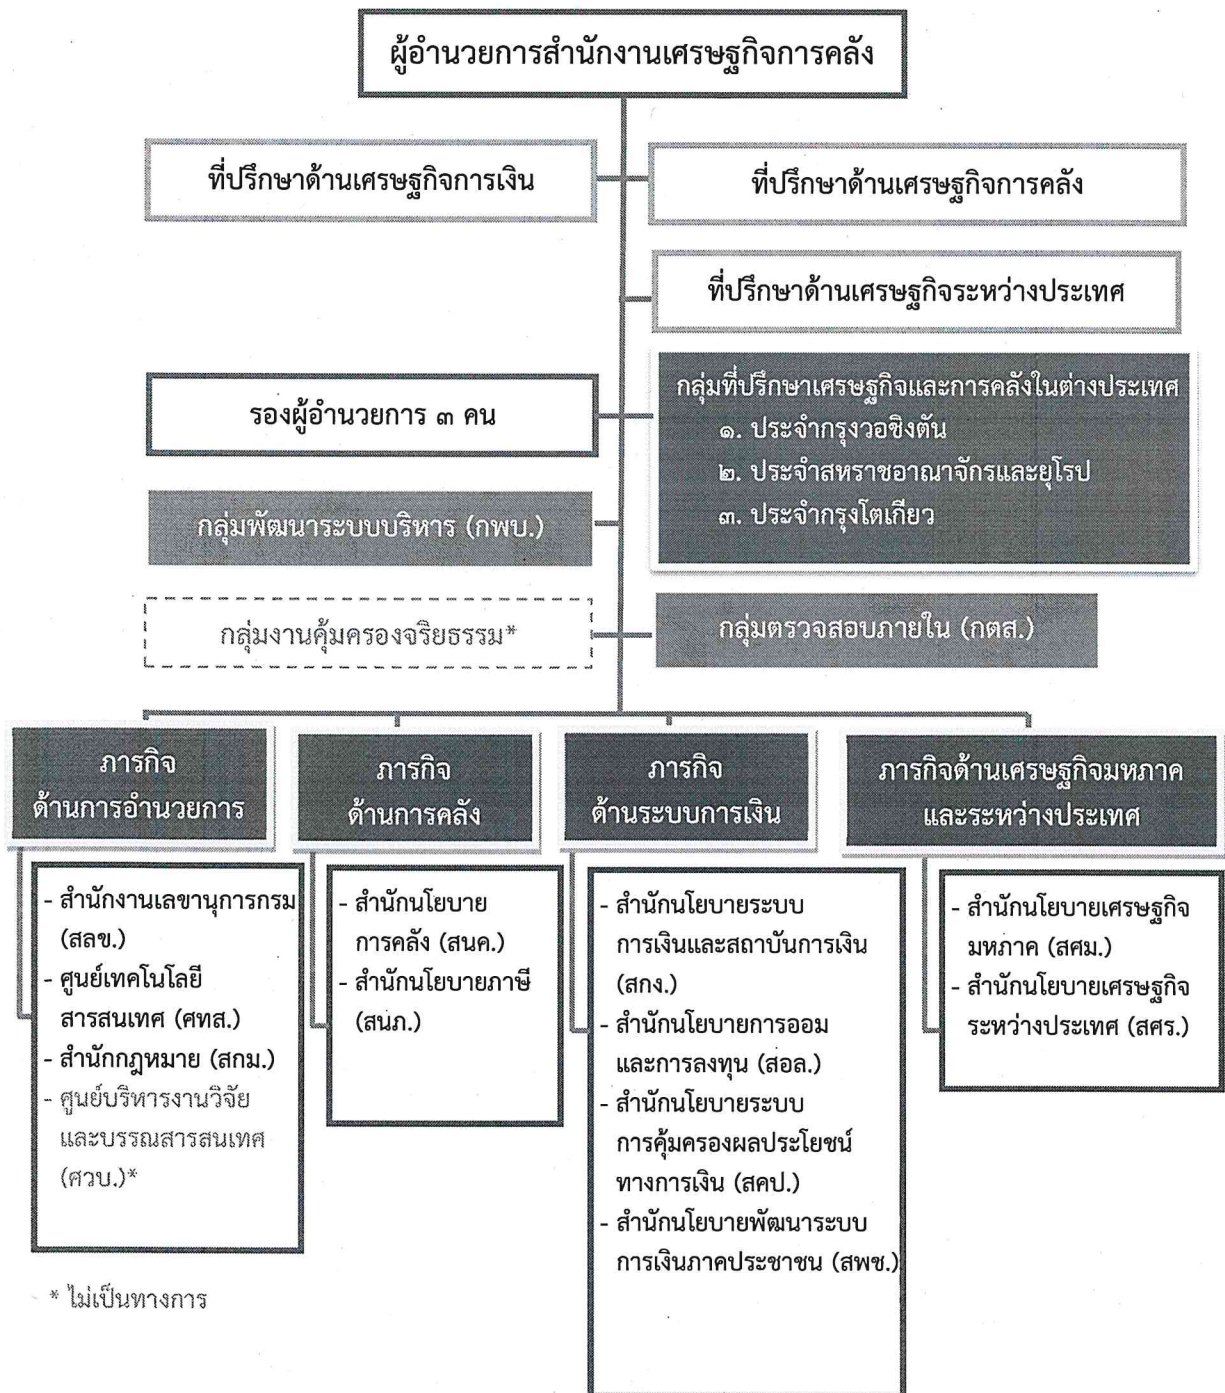 ผู้อำนวยการสำนักงานเศรษฐกิจการคลัง
ที่ปรึกษาด้านเศรษฐกิจการเงิน
ที่ปรึกษาด้านเศรษฐกิจการคลัง
ที่ปรึกษาด้านเศรษฐกิจระหว่างประเทศ
รองผู้อำนวยการ ๓ คน
กลุ่มที่ปรึกษาเศรษฐกิจและการคลังในต่างประเทศ
๑. ประจำกรุงวอชิงตัน
๒. ประจำสหราชอาณาจักรและยุโรป
๓. ประจำกรุงโตเกียว
กลุ่มพัฒนาระบบบริหาร (กพบ.)
กลุ่มงานคุ้มครองจริยธรรม*
กลุ่มตรวจสอบภายใน (กตส.)
ภารกิจ
ด้านการอำนวยการ
- สำนักงานเลขานุการกรม
(สลข.)
- ศูนย์เทคโนโลยี
สารสนเทศ (ศทส.)
- สำนักกฎหมาย (สกม.)
- ศูนย์บริหารงานวิจัย
และบรรณสารสนเทศ
(ศวบ.)*
ภารกิจ
ด้านการคลัง
- สำนักนโยบาย
การคลัง (สนค.)
- สำนักนโยบายภาษี
(สนภ.)
ภารกิจ
ด้านระบบการเงิน
- สำนักนโยบายระบบ
การเงินและสถาบันการเงิน
(สกง.)
- สำนักนโยบายการออม
และการลงทุน (สอล.)
- สำนักนโยบายระบบ
การคุ้มครองผลประโยชน์
ทางการเงิน (สคป.)
- สำนักนโยบายพัฒนาระบบ
การเงินภาคประชาชน (สพช.)
ภารกิจด้านเศรษฐกิจมหภาค
และระหว่างประเทศ
- สำนักนโยบายเศรษฐกิจ
มหภาค (สศม.)
- สำนักนโยบายเศรษฐกิจ
ระหว่างประเทศ (สศร.)
* ไม่เป็นทางการ